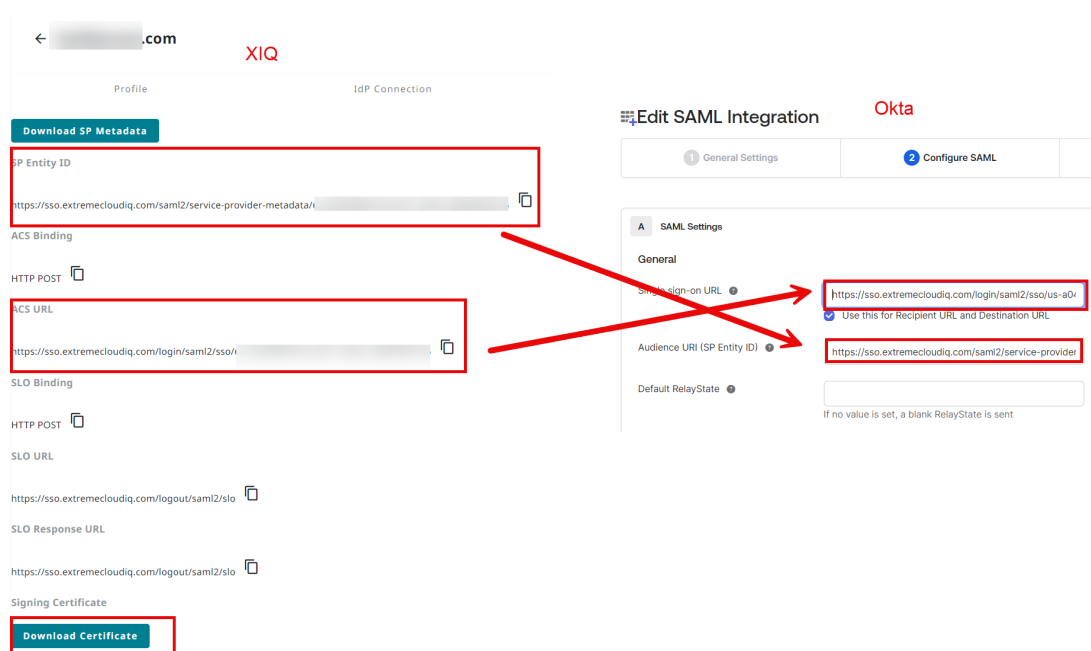 .com
XIQ
Profile
IdP Connection
Download SP Metadata
SP Entity ID
https://sso.extremecloudiq.com/saml2/service-provider-metadata/
ACS Binding
HTTP POST
ACS URL
https://sso.extremecloudiq.com/login/saml2/sso/
SLO Binding
HTTP POST
SLO URL
https://sso.extremecloudiq.com/logout/saml2/slo
SLO Response URL
https://sso.extremecloudiq.com/logout/saml2/slo
Signing Certificate
Download Certificate
Okta
Edit SAML Integration
1 General Settings
2 Configure SAML
A SAML Settings
General
Single sign-on URL
https://sso.extremecloudiq.com/login/saml2/sso/us-a04
Use this for Recipient URL and Destination URL
Audience URI (SP Entity ID)
https://sso.extremecloudiq.com/saml2/service-provider
Default RelayState
If no value is set, a blank RelayState is sent